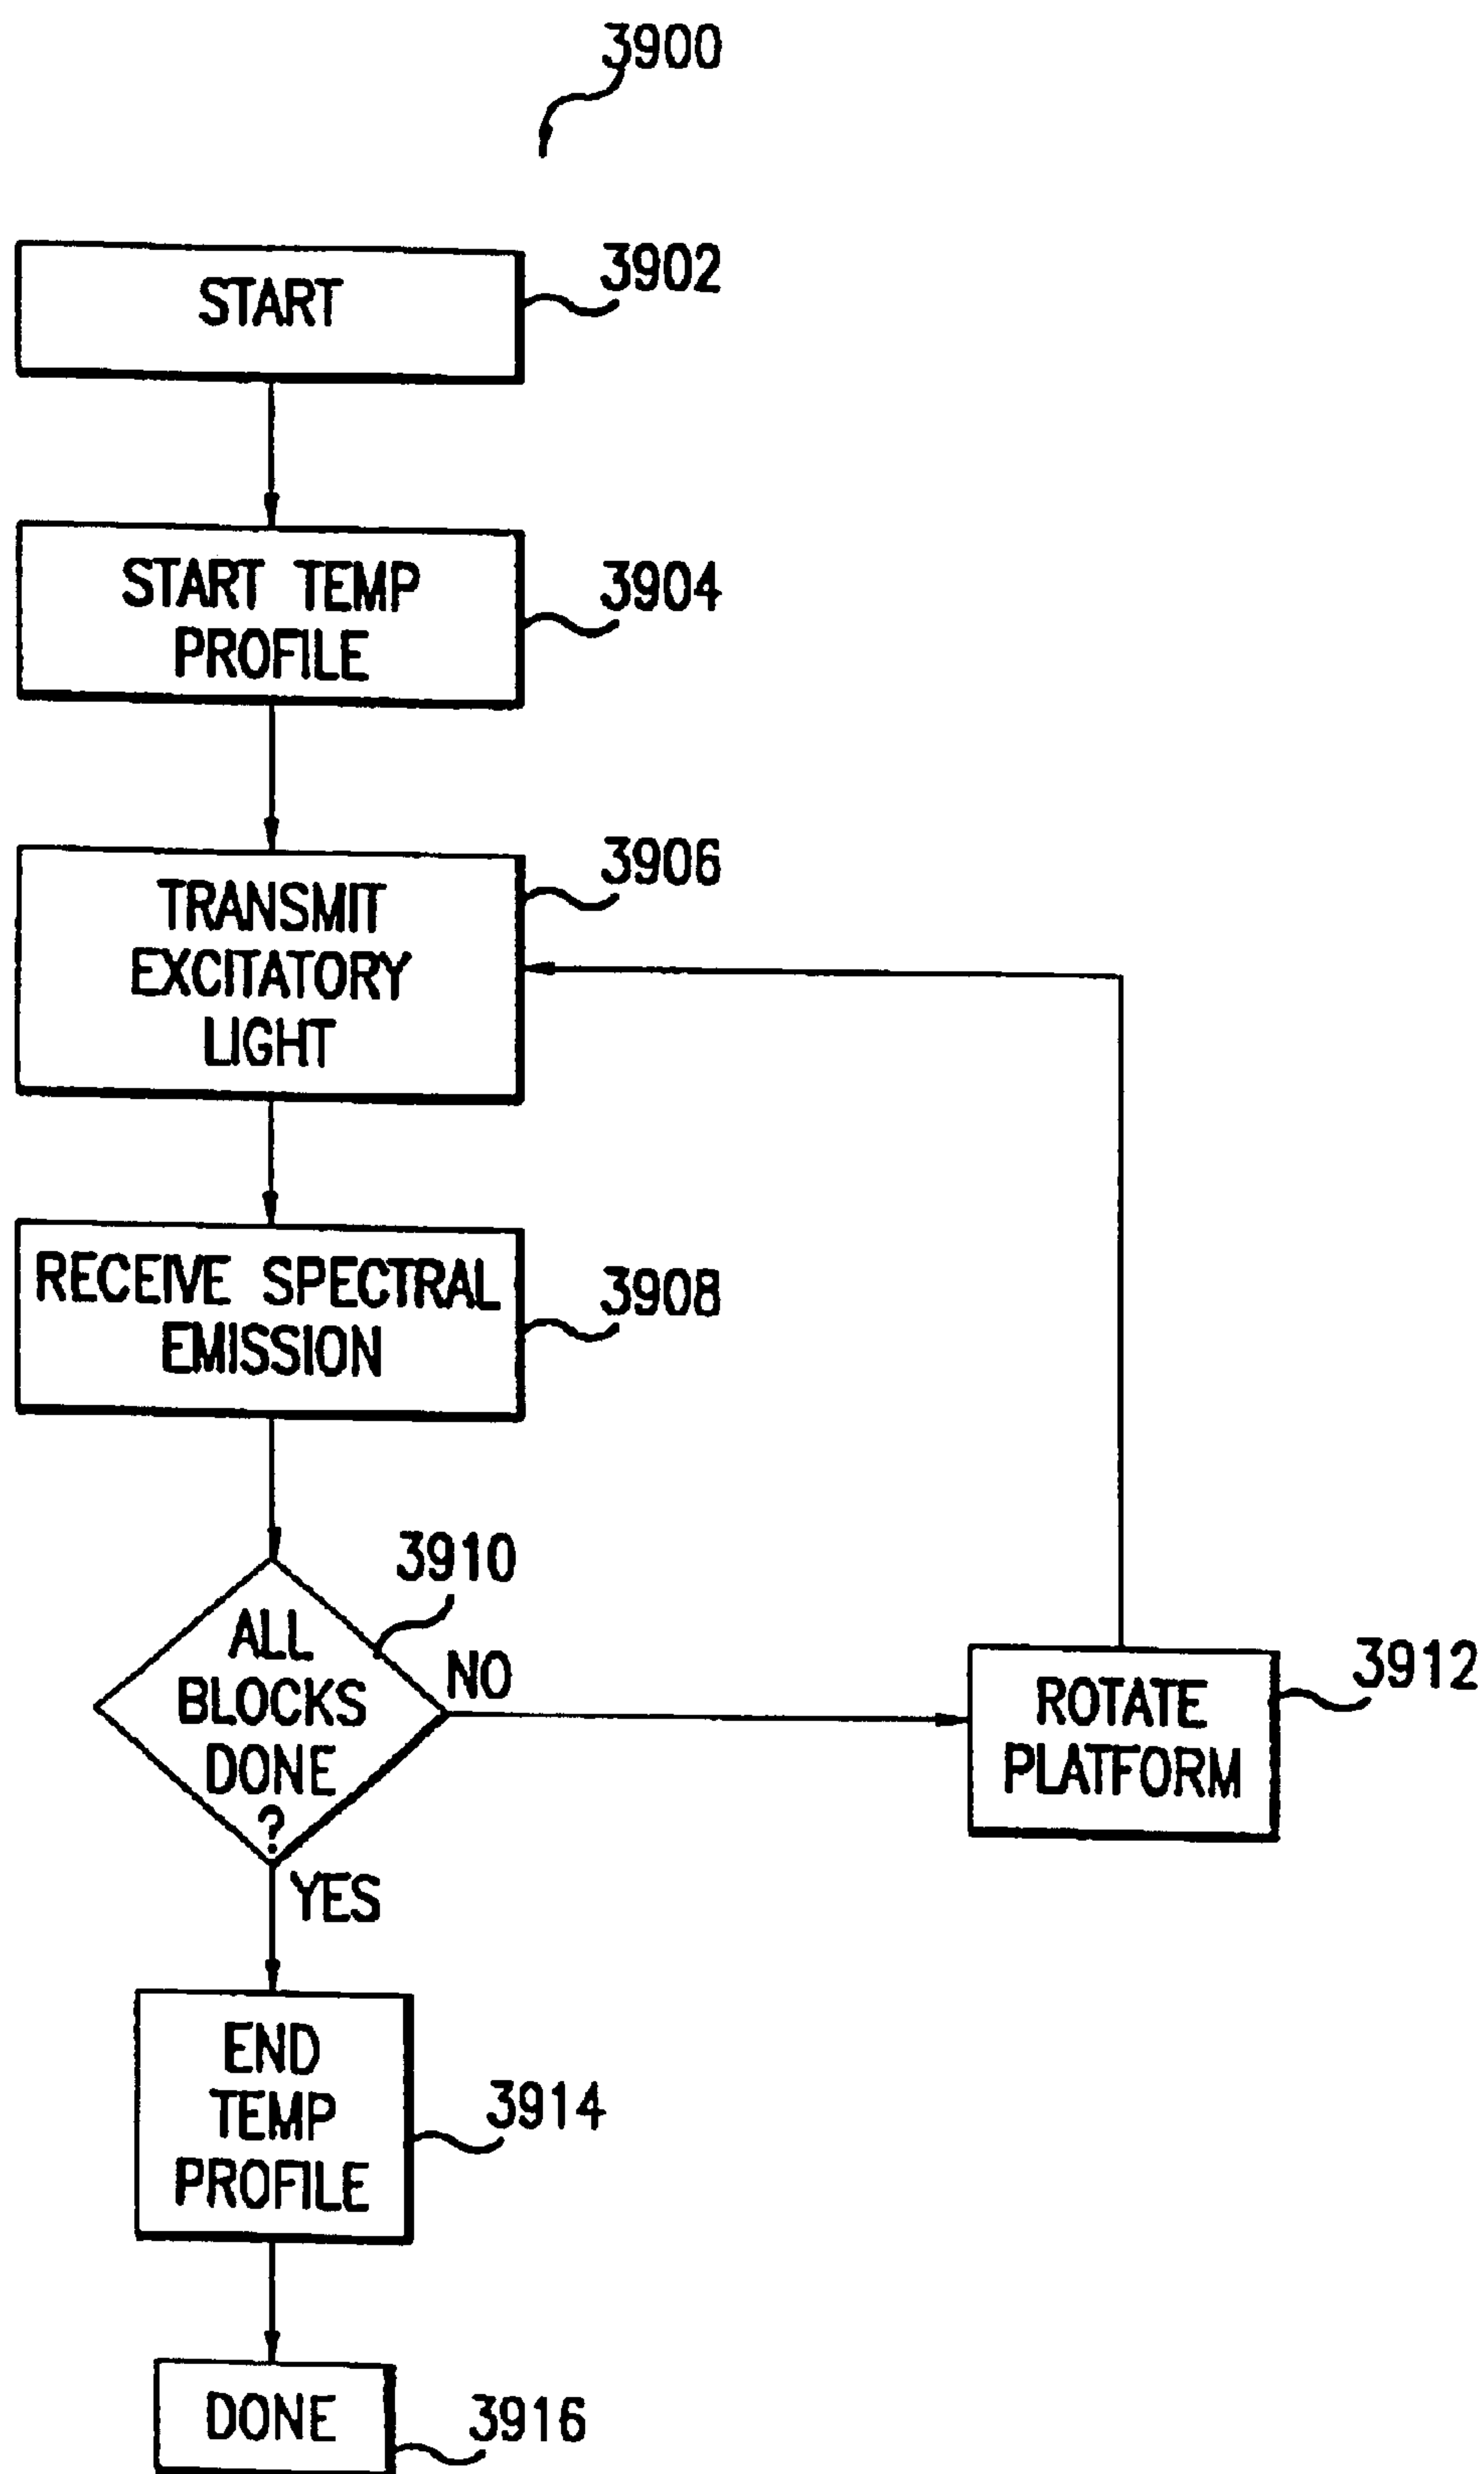 3900
START
3902
START TEMP
PROFILE
3904
TRANSMIT
EXCITATORY
LIGHT
3906
RECEIVE SPECTRAL
EMISSION
3908
3910
ALL
BLOCKS
DONE
?
NO
YES
ROTATE
PLATFORM
3912
END
TEMP
PROFILE
3914
DONE
3916